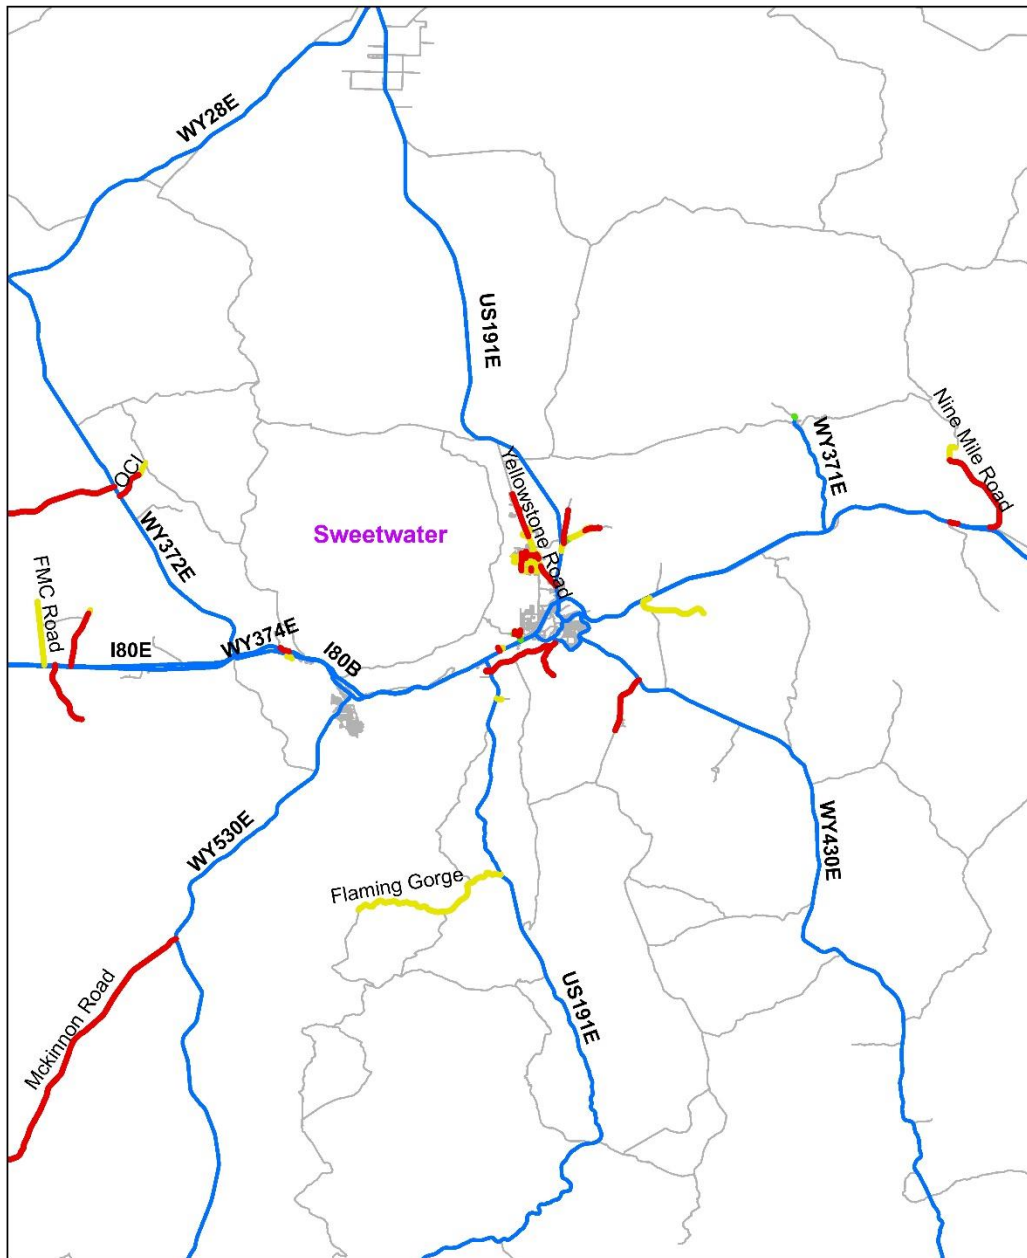 WY28E
US191E
Nine Mile Road
WY371E
Yellowstone Road
OCI
Sweetwater
WY372E
FMC Road
WY374E
I80E
I80B
WY530E
WY430E
Flaming Gorge
US191E
Mckinnon Road